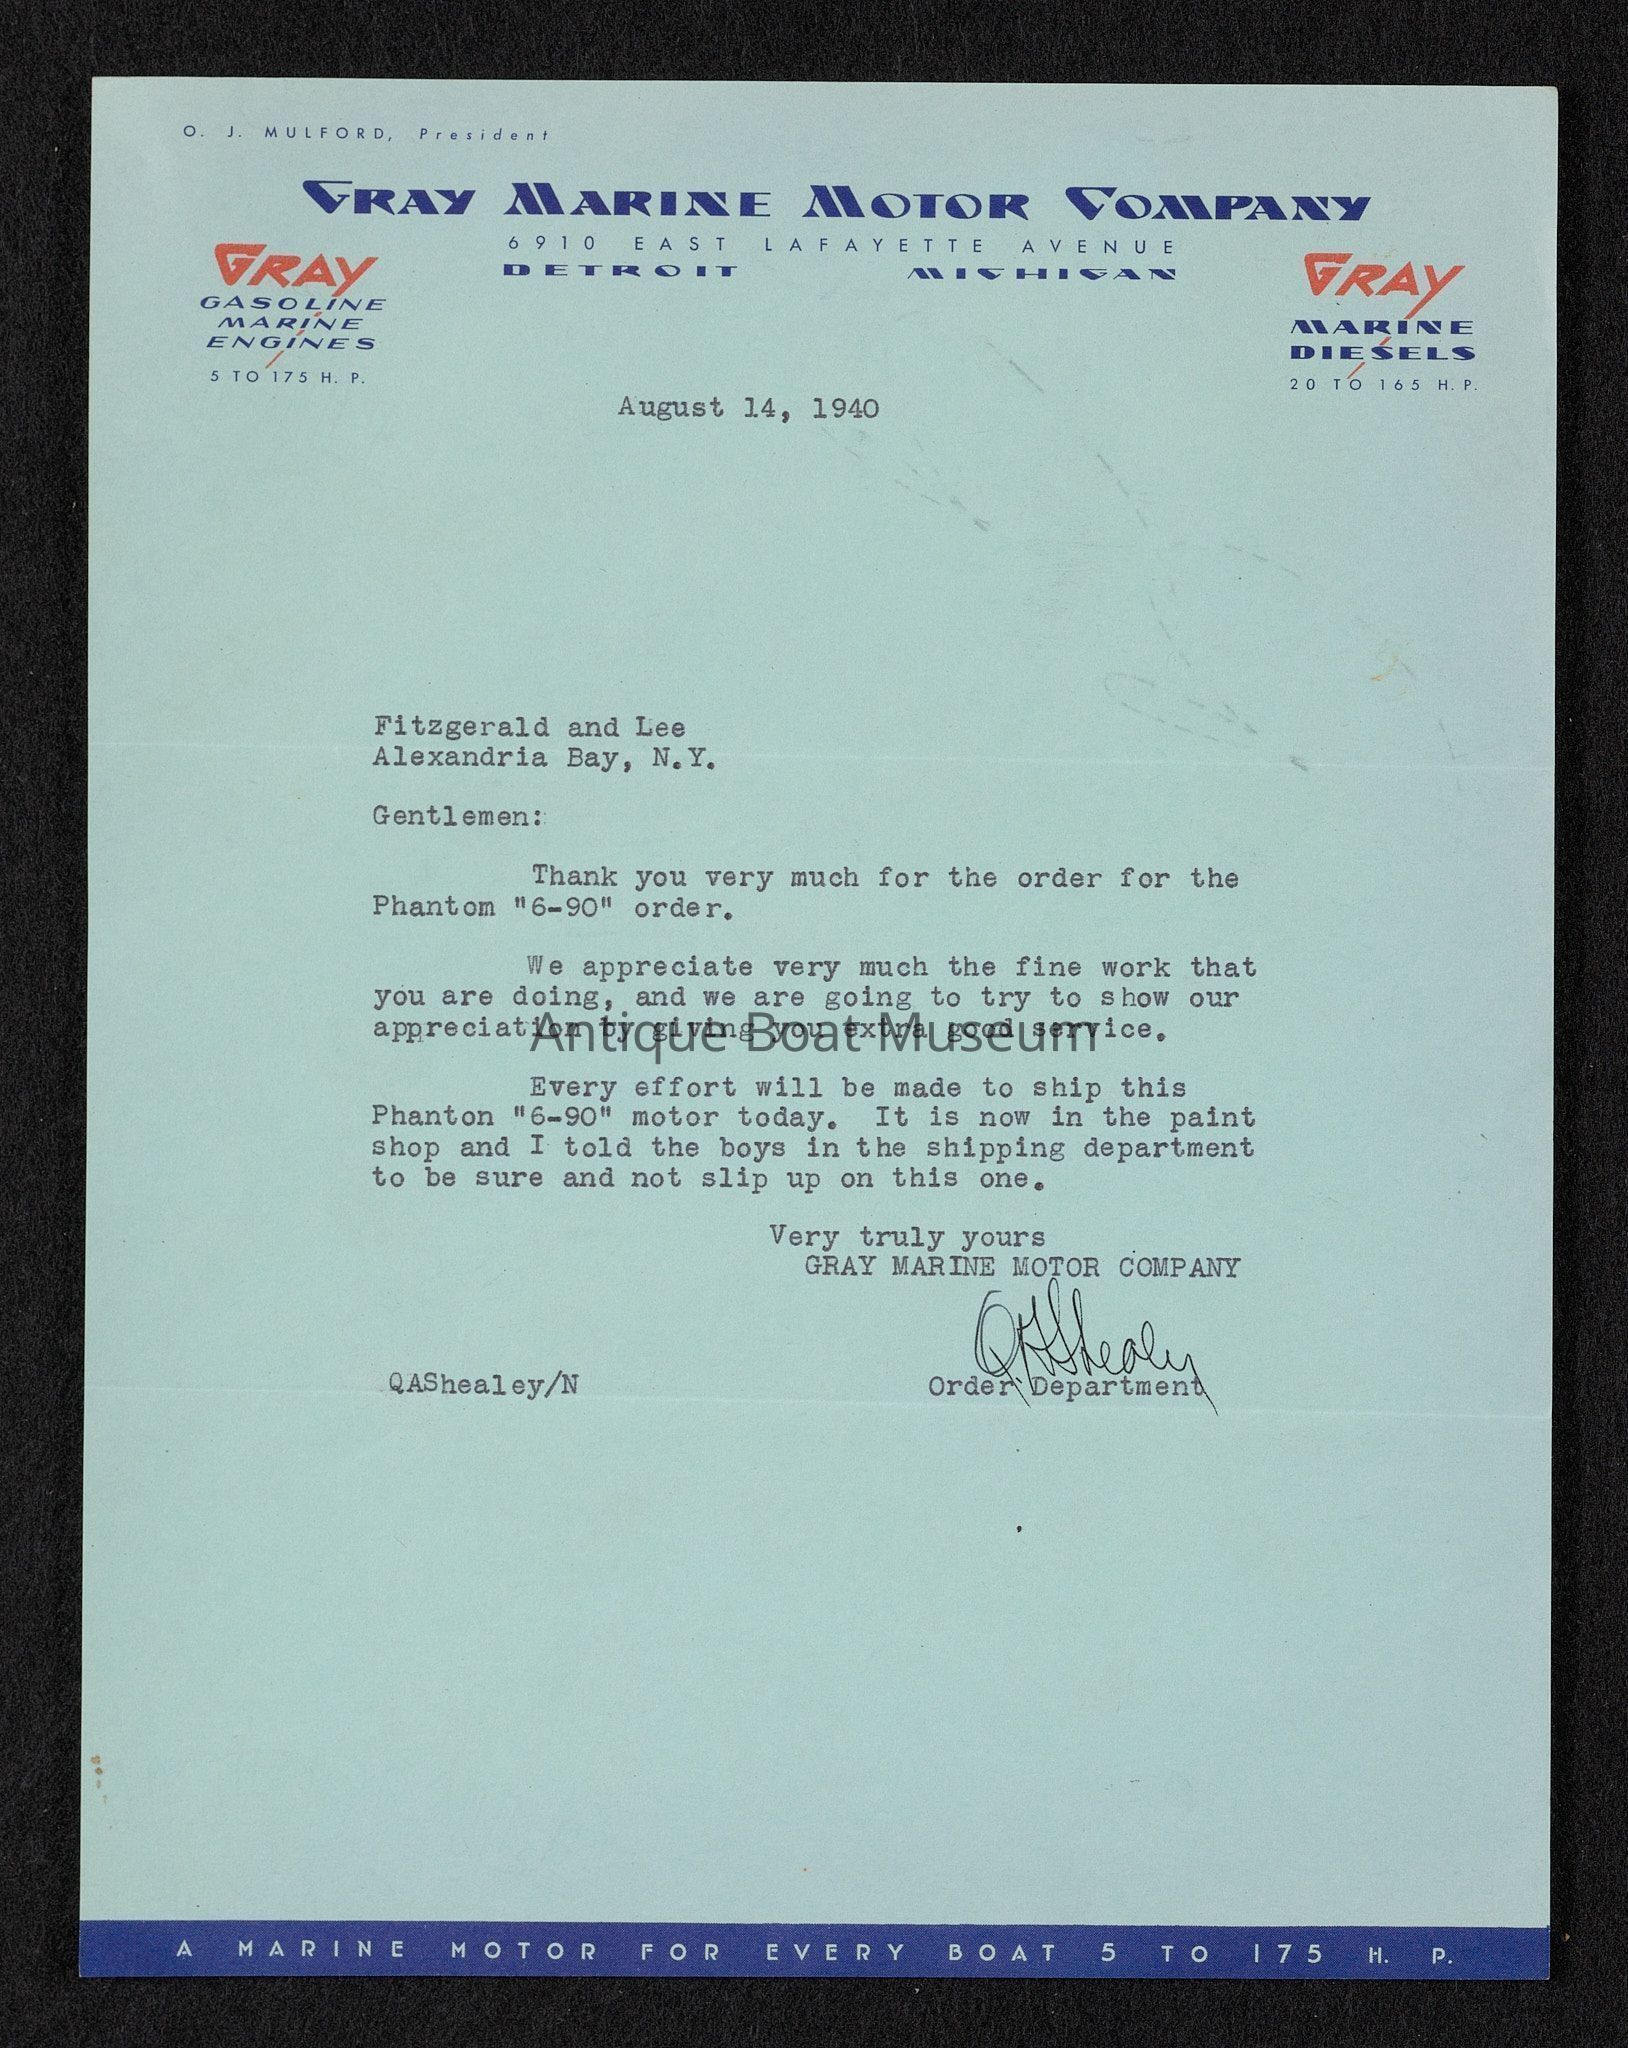 O. J. MULFORD, President
GRAY MARINE MOTOR COMPANY
6910 EAST LAFAYETTE AVENUE
DETROIT MICHIGAN
GRAY
GASOLINE
MARINE
ENGINES
5 TO 175 H. P.
GRAY
MARINE
DIESELS
20 TO 165 H.P.
August 14, 1940
Fitzgerald and Lee
Alexandria Bay, N.Y.
Gentlemen:
Thank you very much for the order for the
Phantom "6-90" order.
We appreciate very much the fine work that
you are doing, and we are going to try to show our
appreciation by giving you extra good service.
Antique Boat Museum
Every effort will be made to ship this
Phanton "6-90" motor today. It is now in the paint
shop and I told the boys in the shipping department
to be sure and not slip up on this one.
Very truly yours
GRAY MARINE MOTOR COMPANY
QAShealey
QAShealey/N Order Department
A MARINE MOTOR FOR EVERY BOAT 5 TO 175 H. P.